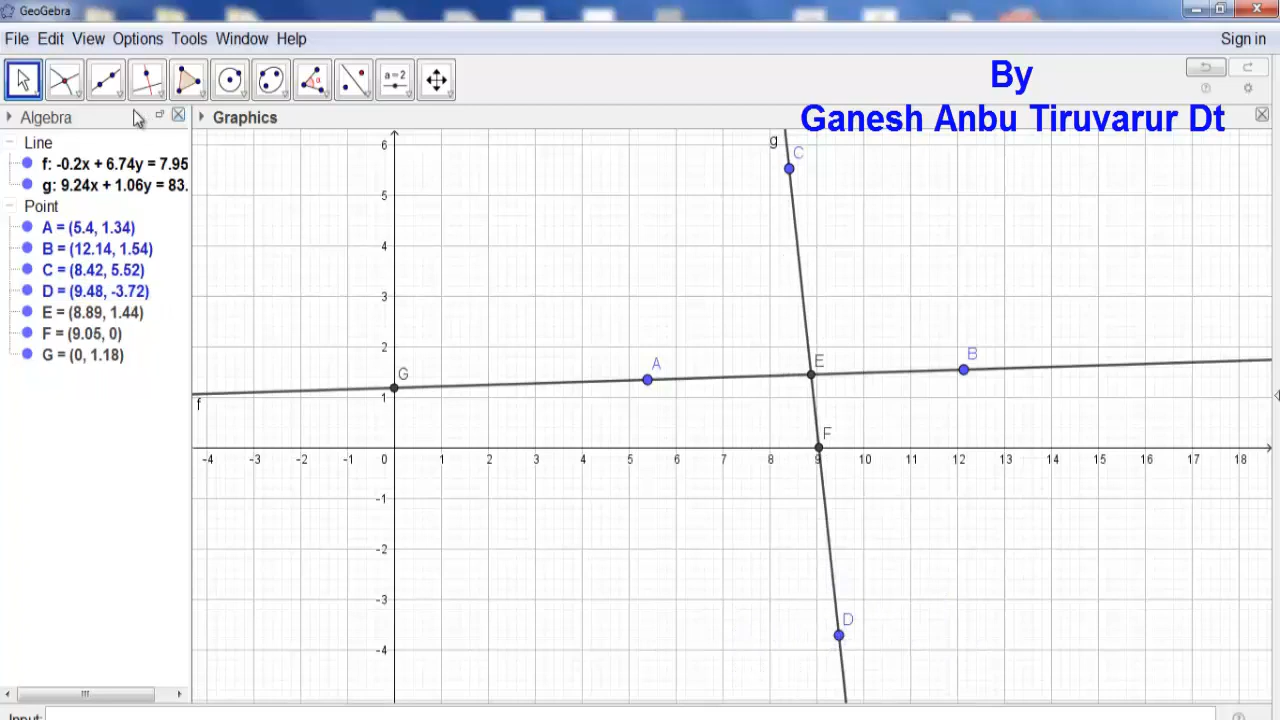 GeoGebra
File Edit View Options Tools Window Help
Sign in
a=2
By
Ganesh Anbu Tiruvarur Dt
Algebra
Graphics
Line
f: -0.2x + 6.74y = 7.95
g: 9.24x + 1.06y = 83.
Point
A = (5.4, 1.34)
B = (12.14, 1.54)
C = (8.42, 5.52)
D = (9.48, -3.72)
E = (8.89, 1.44)
F = (9.05, 0)
G = (0, 1.18)
g
C
6
5
4
3
2
A
E
B
G
f
1
F
-4 -3 -2 -1 0 1 2 3 4 5 6 7 8 9 10 11 12 13 14 15 16 17 18
-1
-2
-3
D
-4
Input: